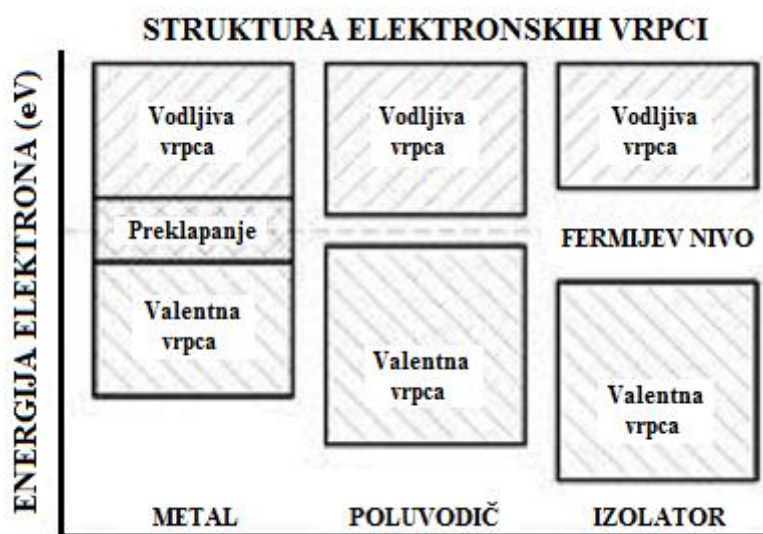 STRUKTURA ELEKTRONSKIH VRPCI
ENERGIJA ELEKTRONA (eV)
Vodljiva
vrpca
Preklapanje
Valentna
vrpca
METAL
Vodljiva
vrpca
Valentna
vrpca
POLUVODIČ
Vodljiva
vrpca
FERMIJEV NIVO
Valentna
vrpca
IZOLATOR